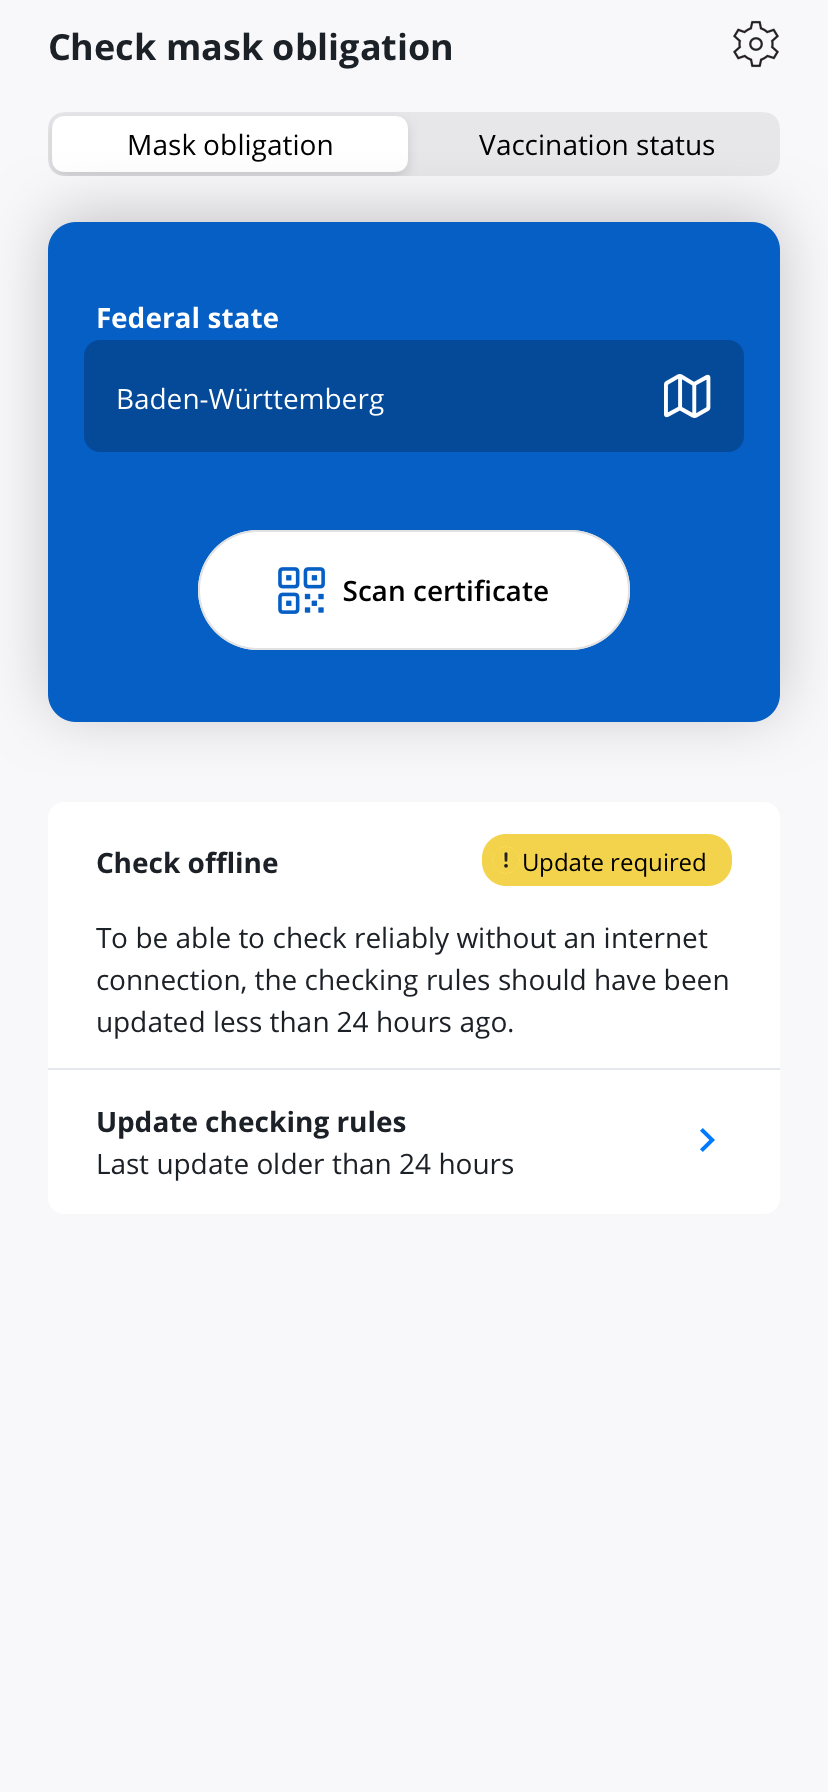 Check mask obligation
Mask obligation
Vaccination status
Federal state
Baden-Württemberg
Scan certificate
Check offline
! Update required
To be able to check reliably without an internet
connection, the checking rules should have been
updated less than 24 hours ago.
Update checking rules
Last update older than 24 hours